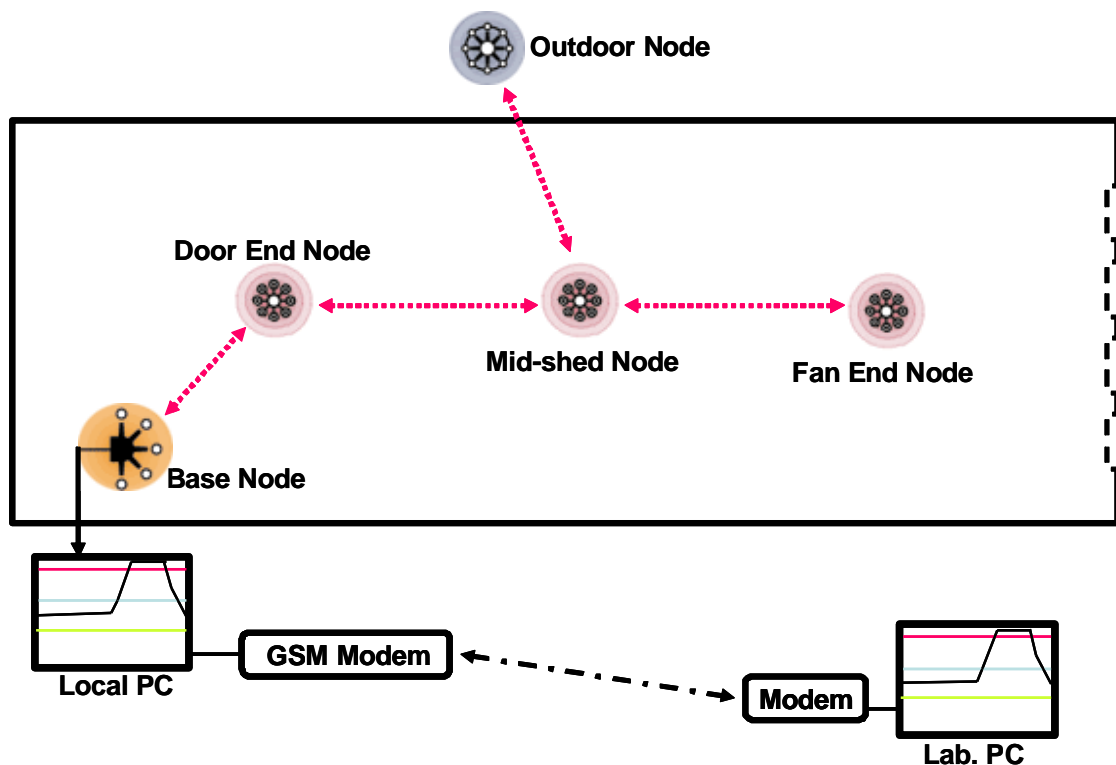 Outdoor Node
Door End Node
Mid-shed Node
Fan End Node
Base Node
GSM Modem
Local PC
Modem
Lab. PC